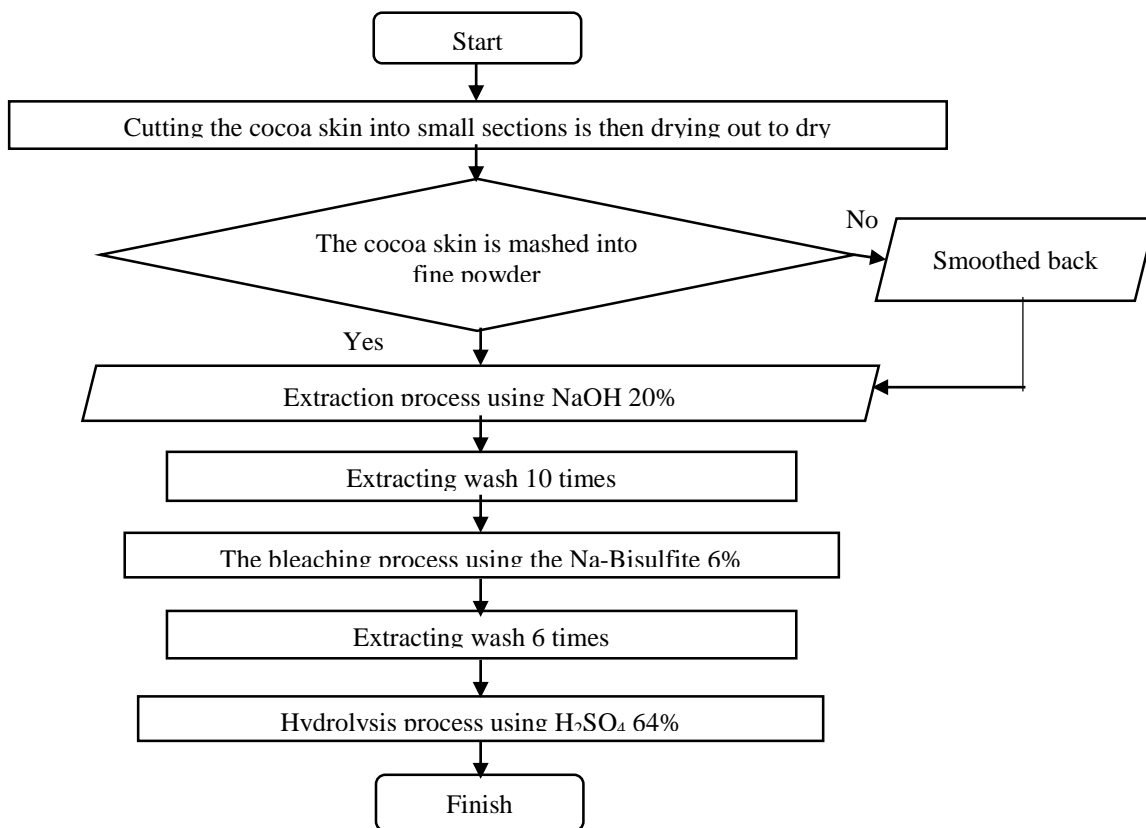 Start
Cutting the cocoa skin into small sections is then drying out to dry
The cocoa skin is mashed into
fine powder
No
Smoothed back
Yes
Extraction process using NaOH 20%
Extracting wash 10 times
The bleaching process using the Na-Bisulfite 6%
Extracting wash 6 times
Hydrolysis process using H₂SO₄ 64%
Finish